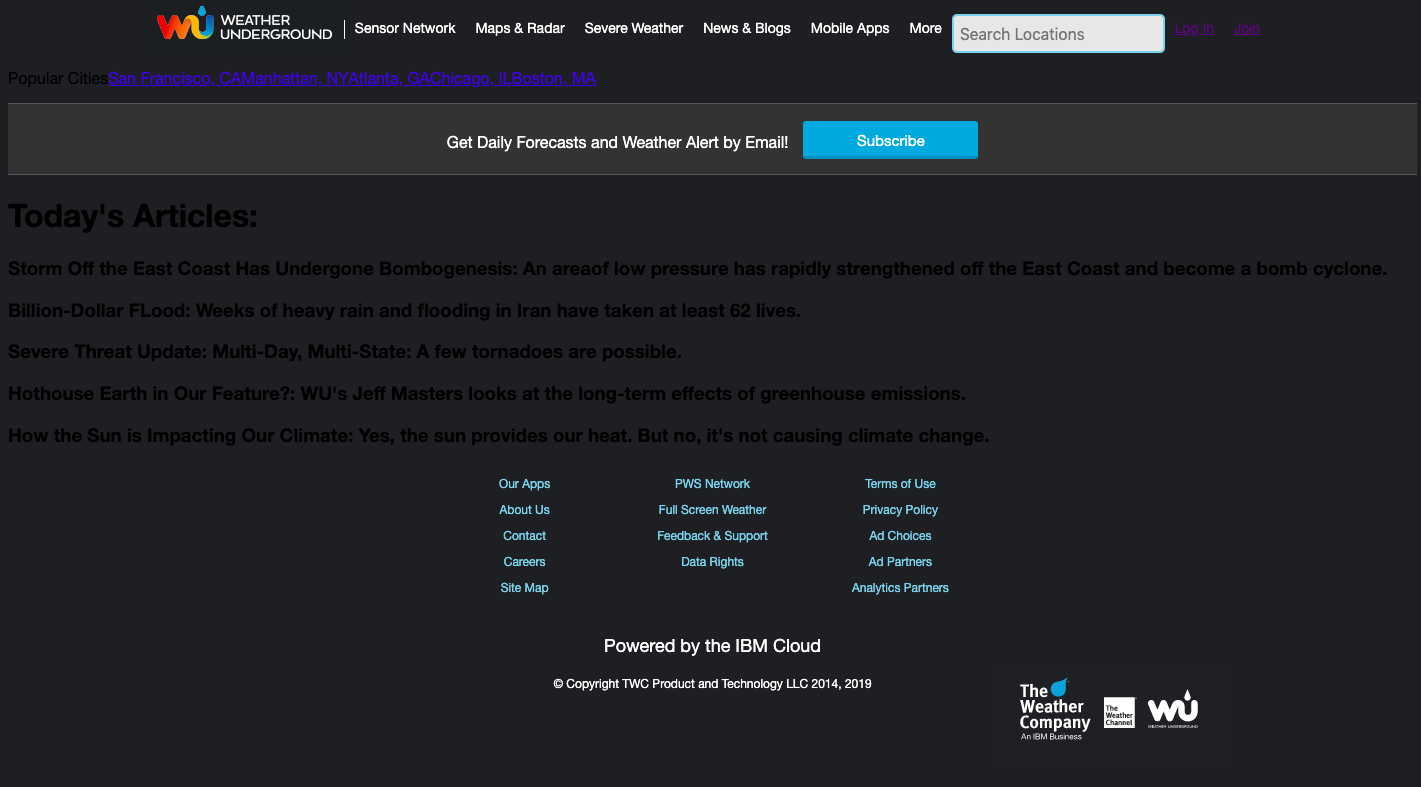 WEATHER
UNDERGROUND
Sensor Network Maps & Radar Severe Weather News & Blogs Mobile Apps More Search Locations Log In Join
Popular CitiesSan Francisco, CAManhattan, NYAtlanta, GAChicago, ILBoston, MA
Get Daily Forecasts and Weather Alert by Email! Subscribe
Today's Articles:
Storm Off the East Coast Has Undergone Bombogenesis: An areaof low pressure has rapidly strengthened off the East Coast and become a bomb cyclone.
Billion-Dollar FLood: Weeks of heavy rain and flooding in Iran have taken at least 62 lives.
Severe Threat Update: Multi-Day, Multi-State: A few tornadoes are possible.
Hothouse Earth in Our Feature?: WU's Jeff Masters looks at the long-term effects of greenhouse emissions.
How the Sun is Impacting Our Climate: Yes, the sun provides our heat. But no, it's not causing climate change.
Our Apps PWS Network Terms of Use
About Us Full Screen Weather Privacy Policy
Contact Feedback & Support Ad Choices
Careers Data Rights Ad Partners
Site Map Analytics Partners
Powered by the IBM Cloud
© Copyright TWC Product and Technology LLC 2014, 2019
The
Weather
Company
An IBM Business
The
Weather
Channel
WU
WEATHER UNDERGROUND